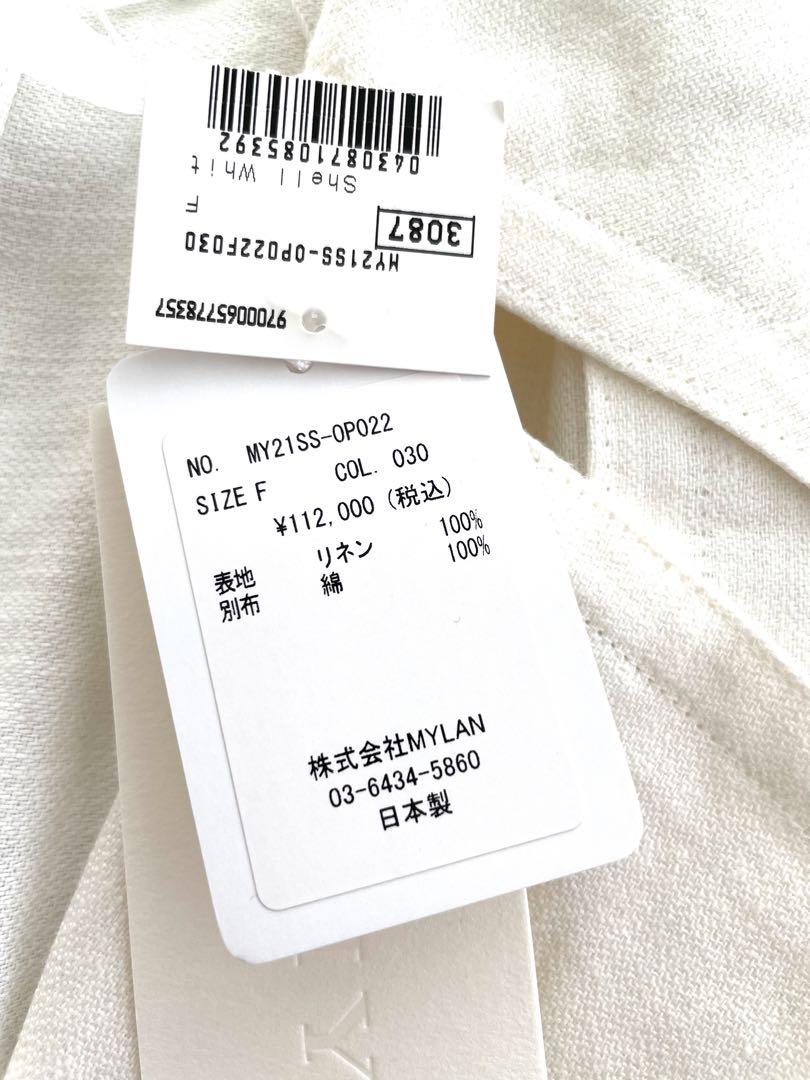 9700065778357
MY21SS-OP022F030
3087 F
Shell Whit
0430871085392
NO. MY21SS-OP022
SIZE F COL. 030
¥112,000 (税込)
表地 リネン 100%
別布 綿 100%
株式会社MYLAN
03-6434-5860
日本製
Y